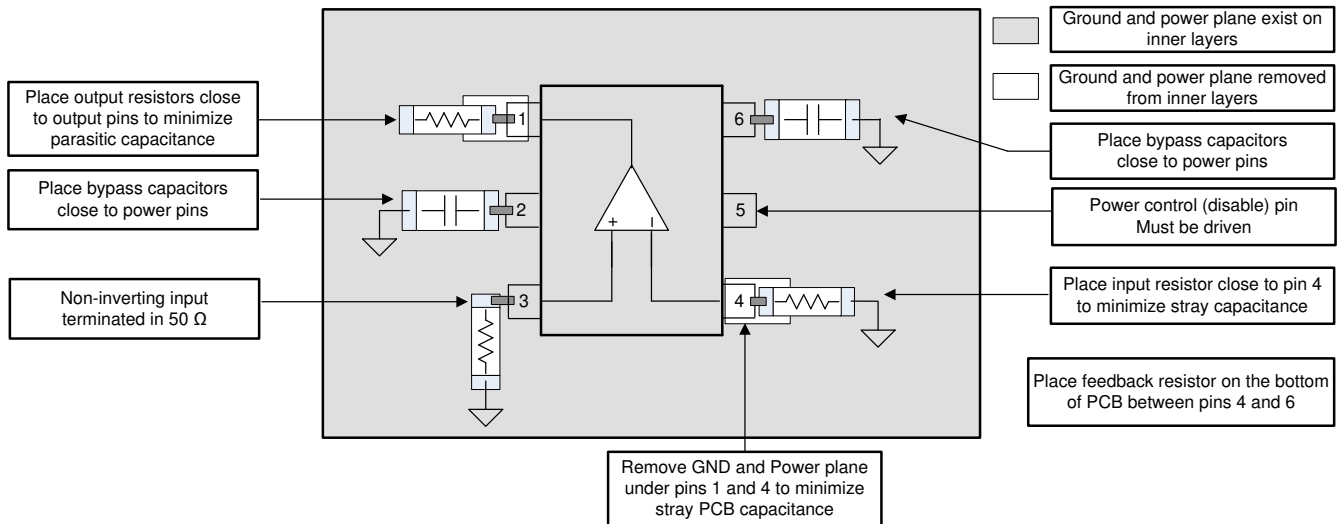 Ground and power plane exist on
inner layers
Ground and power plane removed
from inner layers
Place output resistors close
to output pins to minimize
parasitic capacitance
Place bypass capacitors
close to power pins
Non-inverting input
terminated in 50 Ω
1
2
3
+
−
6
5
4
Place bypass capacitors
close to power pins
Power control (disable) pin
Must be driven
Place input resistor close to pin 4
to minimize stray capacitance
Place feedback resistor on the bottom
of PCB between pins 4 and 6
Remove GND and Power plane
under pins 1 and 4 to minimize
stray PCB capacitance